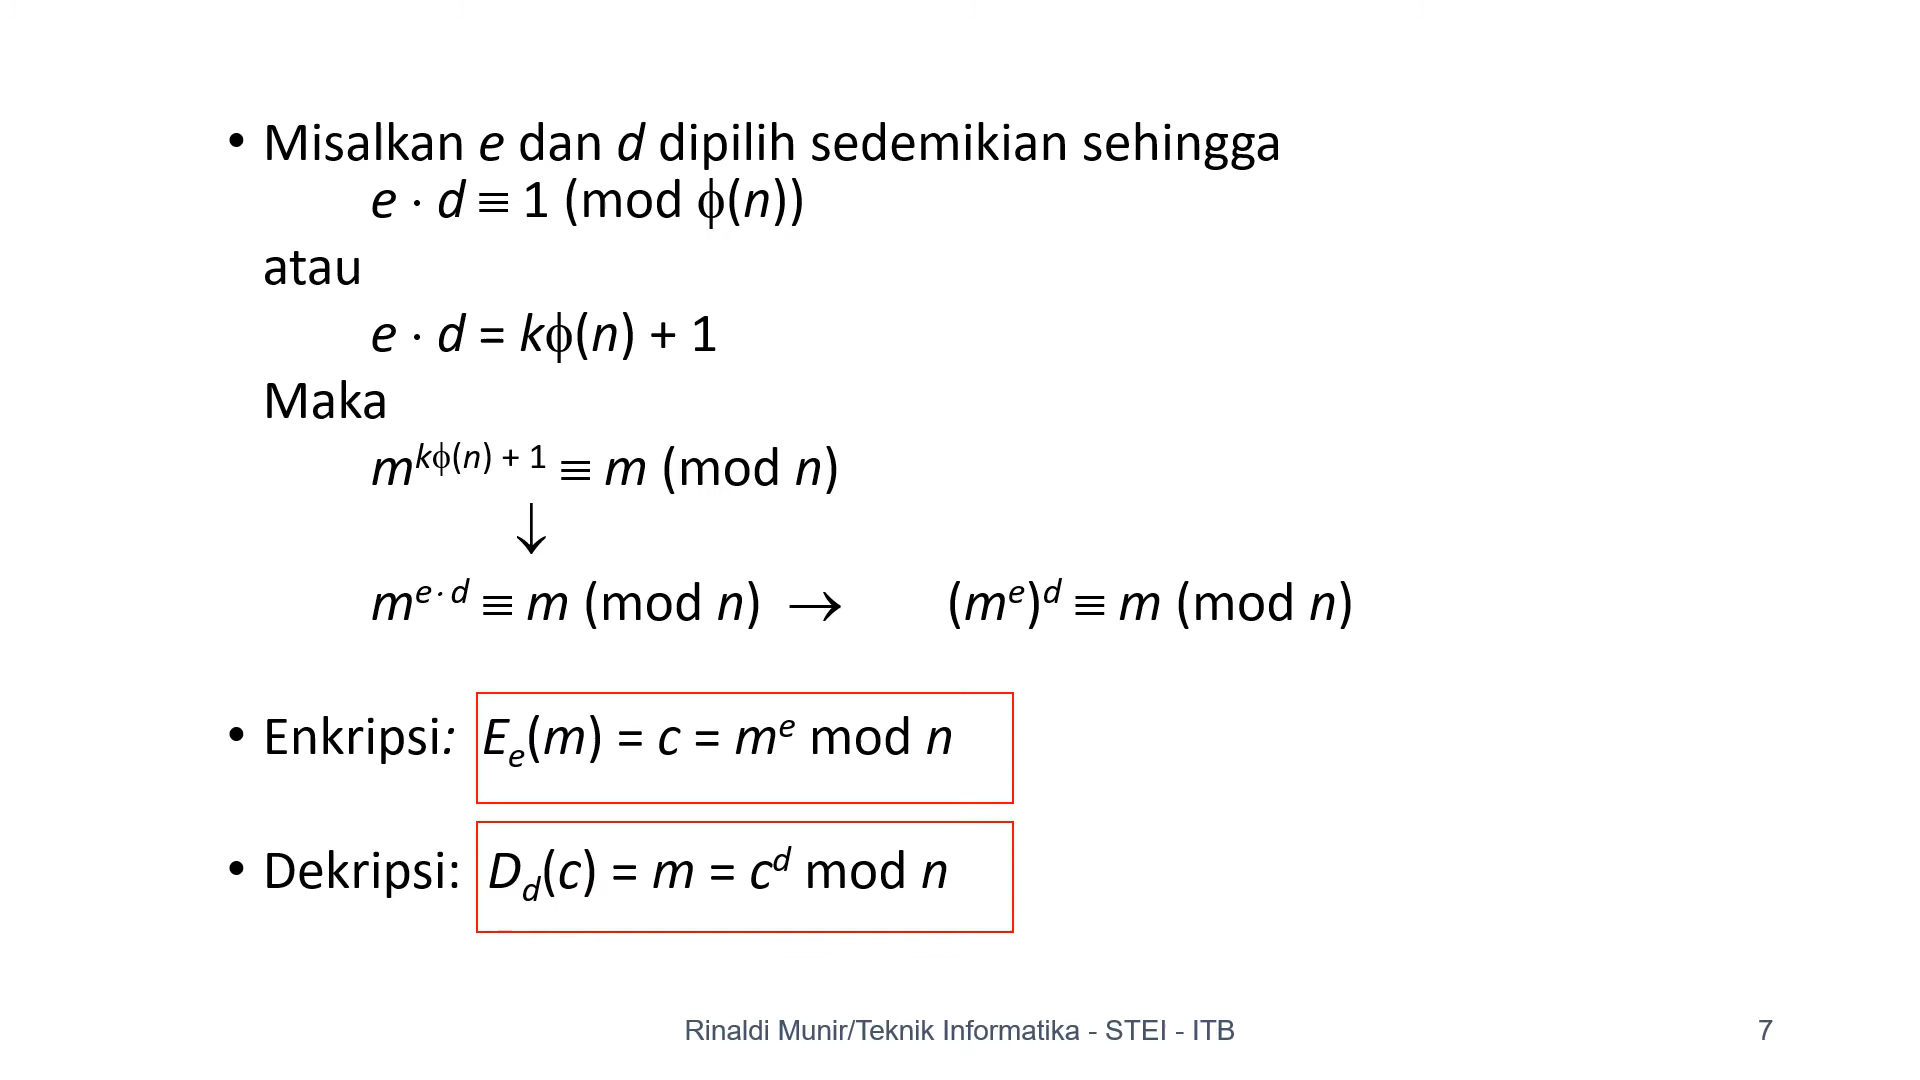 • Misalkan e dan d dipilih sedemikian sehingga
e ⋅ d ≡ 1 (mod ϕ(n))
atau
e ⋅ d = kϕ(n) + 1
Maka
m^{kϕ(n) + 1} ≡ m (mod n)
↓
m^{e ⋅ d} ≡ m (mod n) → (m^e)^d ≡ m (mod n)
• Enkripsi: E_e(m) = c = m^e mod n
• Dekripsi: D_d(c) = m = c^d mod n
Rinaldi Munir/Teknik Informatika - STEI - ITB 7